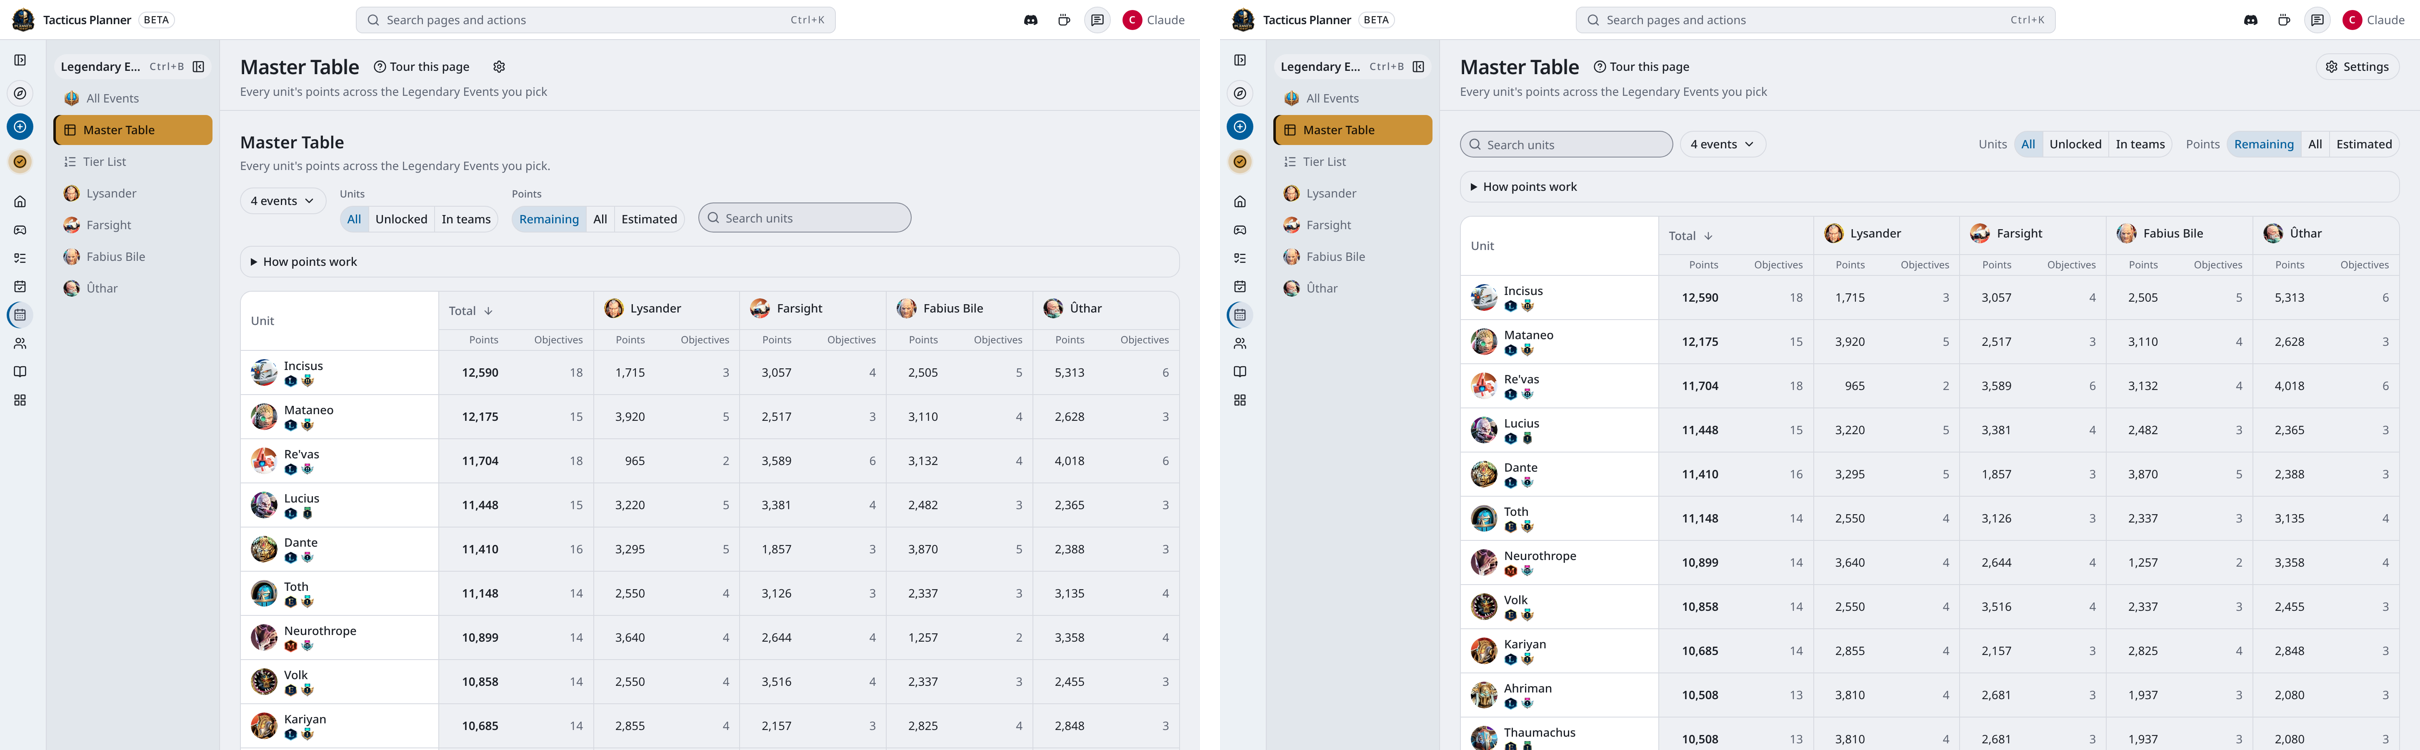 Tacticus Planner BETA
Search pages and actions Ctrl+K
C Claude
Legendary E... Ctrl+B
All Events
Master Table
Tier List
Lysander
Farsight
Fabius Bile
Ûthar
Master Table Tour this page
Every unit's points across the Legendary Events you pick
Master Table
Every unit's points across the Legendary Events you pick.
4 events
Units
All Unlocked In teams
Points
Remaining All Estimated
Search units
How points work
Unit Total Lysander Farsight Fabius Bile Ûthar
Points Objectives Points Objectives Points Objectives Points Objectives Points Objectives
Incisus 12,590 18 1,715 3 3,057 4 2,505 5 5,313 6
Mataneo 12,175 15 3,920 5 2,517 3 3,110 4 2,628 3
Re'vas 11,704 18 965 2 3,589 6 3,132 4 4,018 6
Lucius 11,448 15 3,220 5 3,381 4 2,482 3 2,365 3
Dante 11,410 16 3,295 5 1,857 3 3,870 5 2,388 3
Toth 11,148 14 2,550 4 3,126 3 2,337 3 3,135 4
Neurothrope 10,899 14 3,640 4 2,644 4 1,257 2 3,358 4
Volk 10,858 14 2,550 4 3,516 4 2,337 3 2,455 3
Kariyan 10,685 14 2,855 4 2,157 3 2,825 4 2,848 3
Tacticus Planner BETA
Search pages and actions Ctrl+K
C Claude
Legendary E... Ctrl+B
All Events
Master Table
Tier List
Lysander
Farsight
Fabius Bile
Ûthar
Master Table Tour this page
Settings
Every unit's points across the Legendary Events you pick
Search units
4 events
Units All Unlocked In teams
Points Remaining All Estimated
How points work
Unit Total Lysander Farsight Fabius Bile Ûthar
Points Objectives Points Objectives Points Objectives Points Objectives Points Objectives
Incisus 12,590 18 1,715 3 3,057 4 2,505 5 5,313 6
Mataneo 12,175 15 3,920 5 2,517 3 3,110 4 2,628 3
Re'vas 11,704 18 965 2 3,589 6 3,132 4 4,018 6
Lucius 11,448 15 3,220 5 3,381 4 2,482 3 2,365 3
Dante 11,410 16 3,295 5 1,857 3 3,870 5 2,388 3
Toth 11,148 14 2,550 4 3,126 3 2,337 3 3,135 4
Neurothrope 10,899 14 3,640 4 2,644 4 1,257 2 3,358 4
Volk 10,858 14 2,550 4 3,516 4 2,337 3 2,455 3
Kariyan 10,685 14 2,855 4 2,157 3 2,825 4 2,848 3
Ahriman 10,508 13 3,810 4 2,681 3 1,937 3 2,080 3
Thaumachus 10,508 13 3,810 4 2,681 3 1,937 3 2,080 3